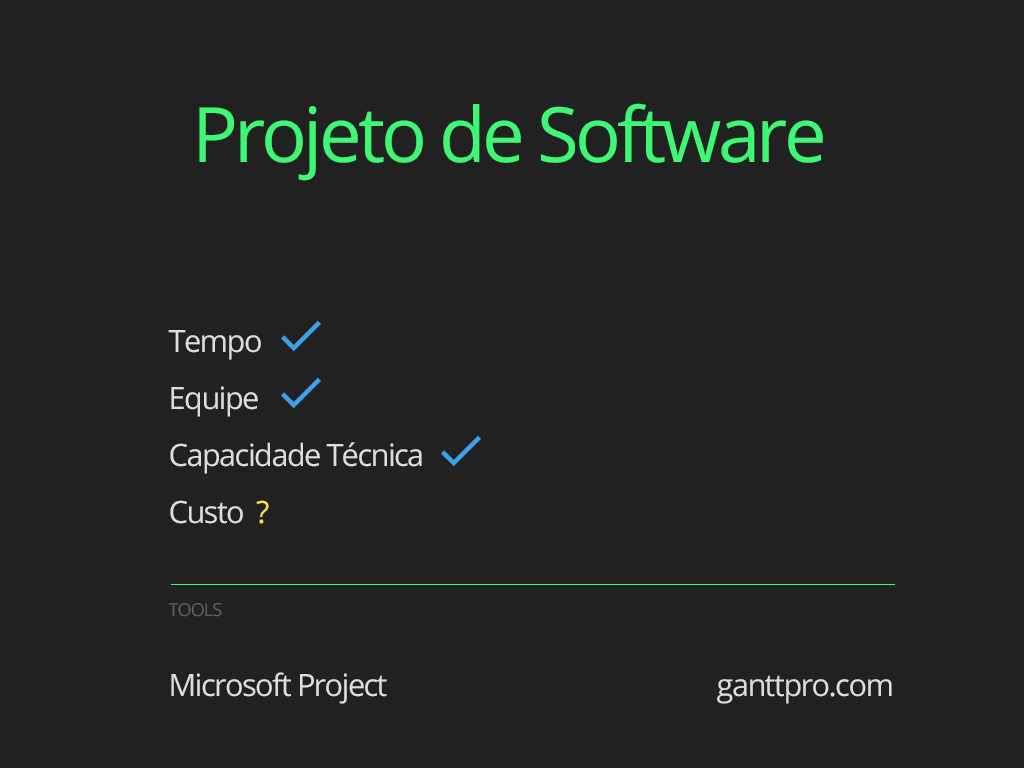 Projeto de Software
Tempo
Equipe
Capacidade Técnica
Custo ?
TOOLS
Microsoft Project
ganttpro.com